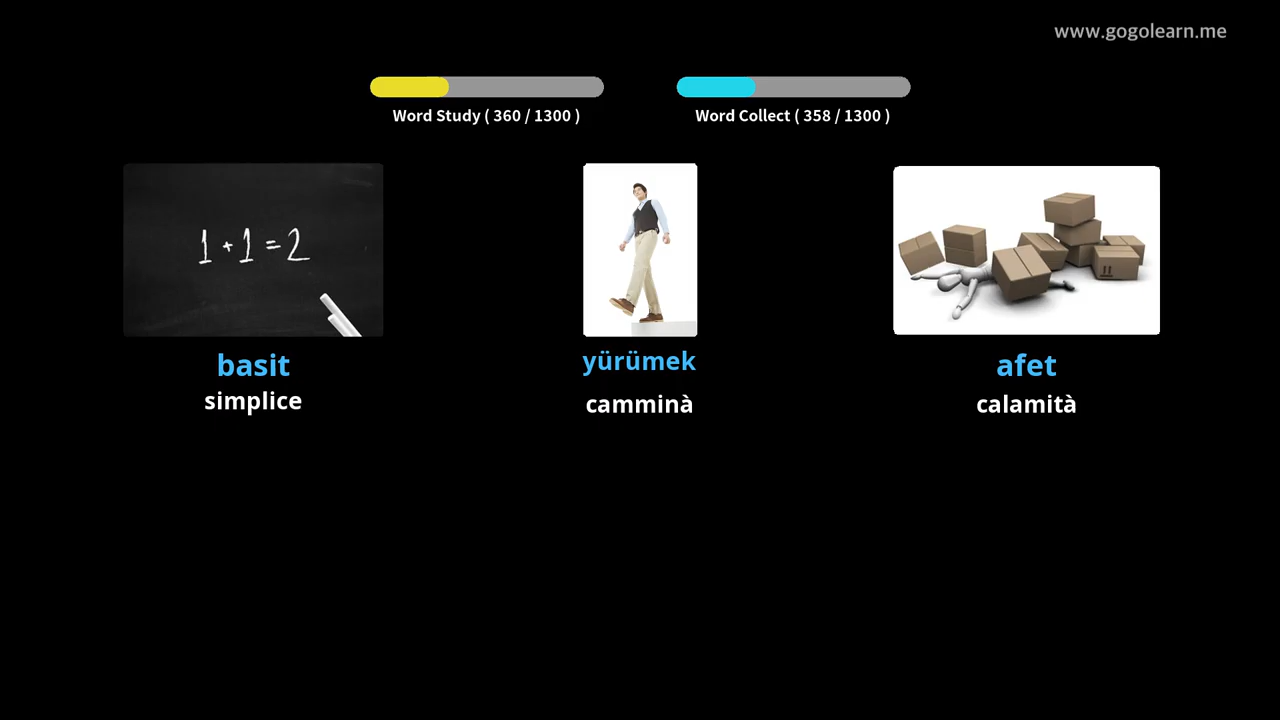 www.gogolearn.me
Word Study ( 360 / 1300 )
Word Collect ( 358 / 1300 )
1 + 1 = 2
basit
simplice
yürümek
camminà
afet
calamità